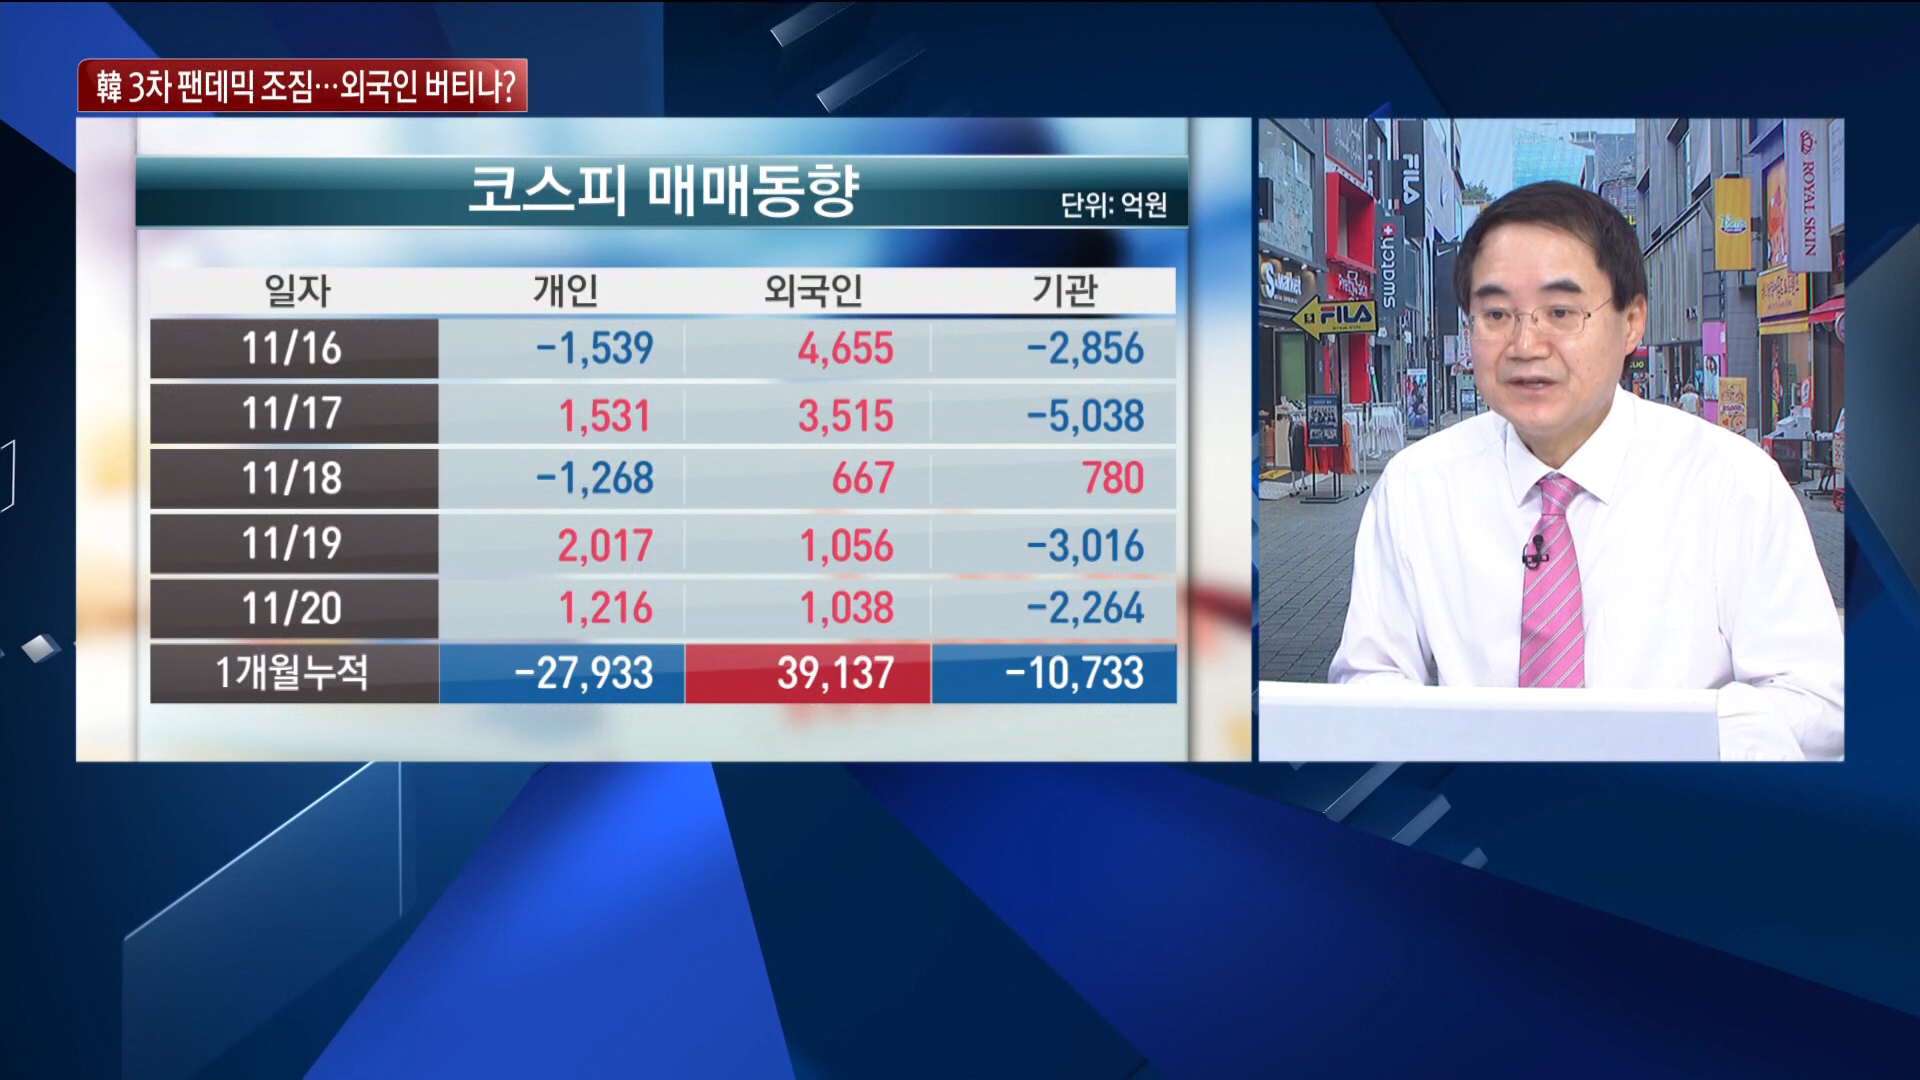 韓 3차 팬데믹 조짐…외국인 버티나?
코스피 매매동향
단위: 억원
일자 개인 외국인 기관
11/16 -1,539 4,655 -2,856
11/17 1,531 3,515 -5,038
11/18 -1,268 667 780
11/19 2,017 1,056 -3,016
11/20 1,216 1,038 -2,264
1개월누적 -27,933 39,137 -10,733
FILA
swatch
S.Market
FILA
ROYAL SKIN